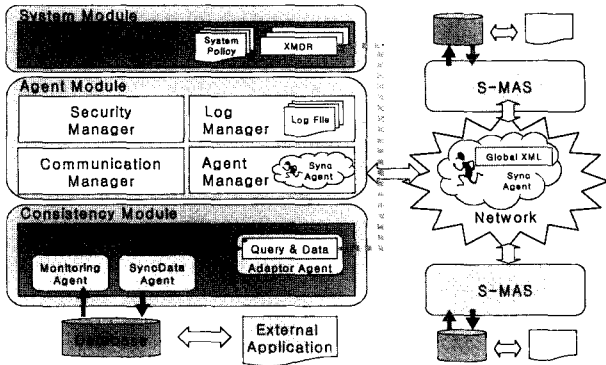 System Module
System
Policy
XMDR
Agent Module
Security
Manager
Log
Manager
Log File
Communication
Manager
Agent
Manager
Sync
Agent
Consistency Module
Monitoring
Agent
SyncData
Agent
Query & Data
Adaptor Agent
Database
External
Application
S-MAS
Global XML
Sync
Agent
Network
S-MAS